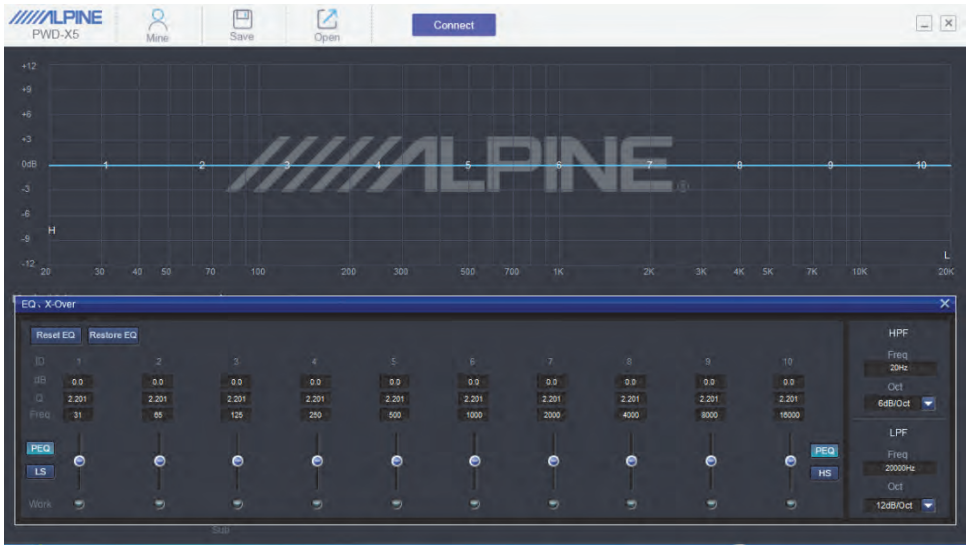 ALPINE
PWD-X5
Mine
Save
Open
Connect
+12
+9
+6
+3
0dB
-3
-6
-9
-12
1 2 3 4 5 6 7 8 9 10
ALPINE
H
L
20 30 40 50 70 100 200 300 500 700 1K 2K 3K 4K 5K 7K 10K 20K
EQ、X-Over
Reset EQ Restore EQ
ID 1 2 3 4 5 6 7 8 9 10
dB 0.0 0.0 0.0 0.0 0.0 0.0 0.0 0.0 0.0 0.0
Q 2.201 2.201 2.201 2.201 2.201 2.201 2.201 2.201 2.201 2.201
Freq 31 65 125 250 500 1000 2000 4000 8000 16000
PEQ
LS
Work
PEQ
HS
HPF
Freq
20Hz
Oct
6dB/Oct
LPF
Freq
20000Hz
Oct
12dB/Oct
Sub